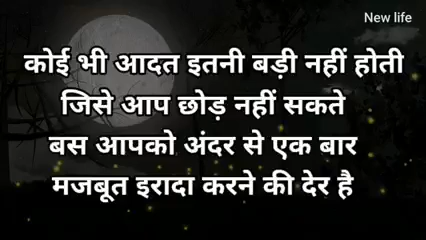 New life
कोई भी आदत इतनी बड़ी नहीं होती
जिसे आप छोड़ नहीं सकते
बस आपको अंदर से एक बार
मजबूत इरादा करने की देर है